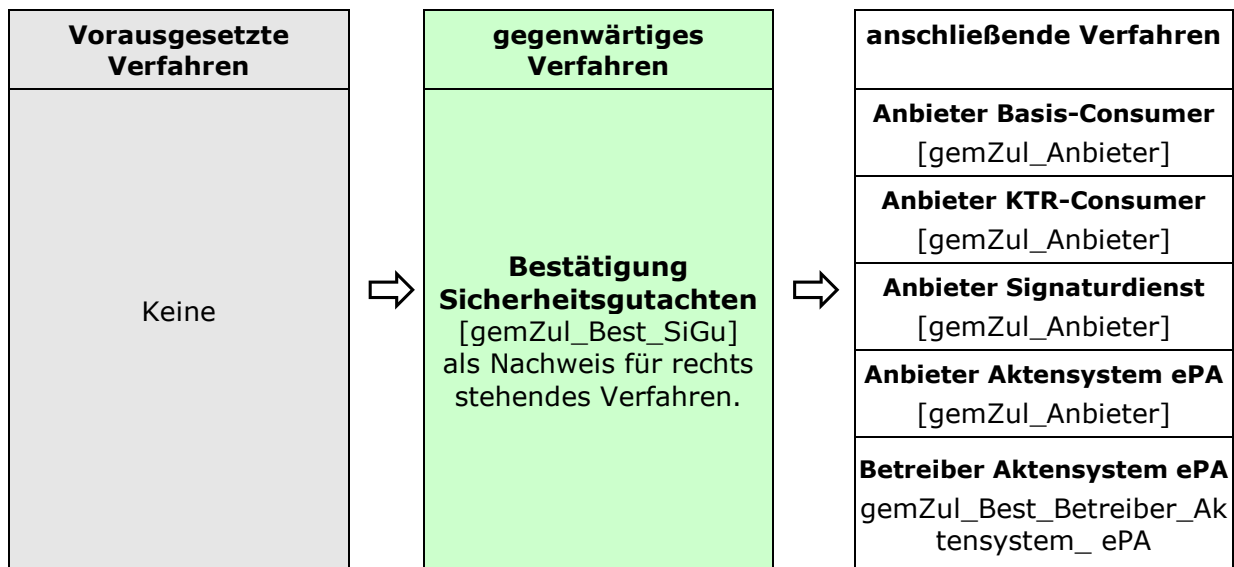 Vorausgesetzte
Verfahren
Keine
gegenwärtiges
Verfahren
Bestätigung
Sicherheitsgutachten
[gemZul_Best_SiGu]
als Nachweis für rechts
stehendes Verfahren.
anschließende Verfahren
Anbieter Basis-Consumer
[gemZul_Anbieter]
Anbieter KTR-Consumer
[gemZul_Anbieter]
Anbieter Signaturdienst
[gemZul_Anbieter]
Anbieter Aktensystem ePA
[gemZul_Anbieter]
Betreiber Aktensystem ePA
gemZul_Best_Betreiber_Ak
tensystem_ ePA